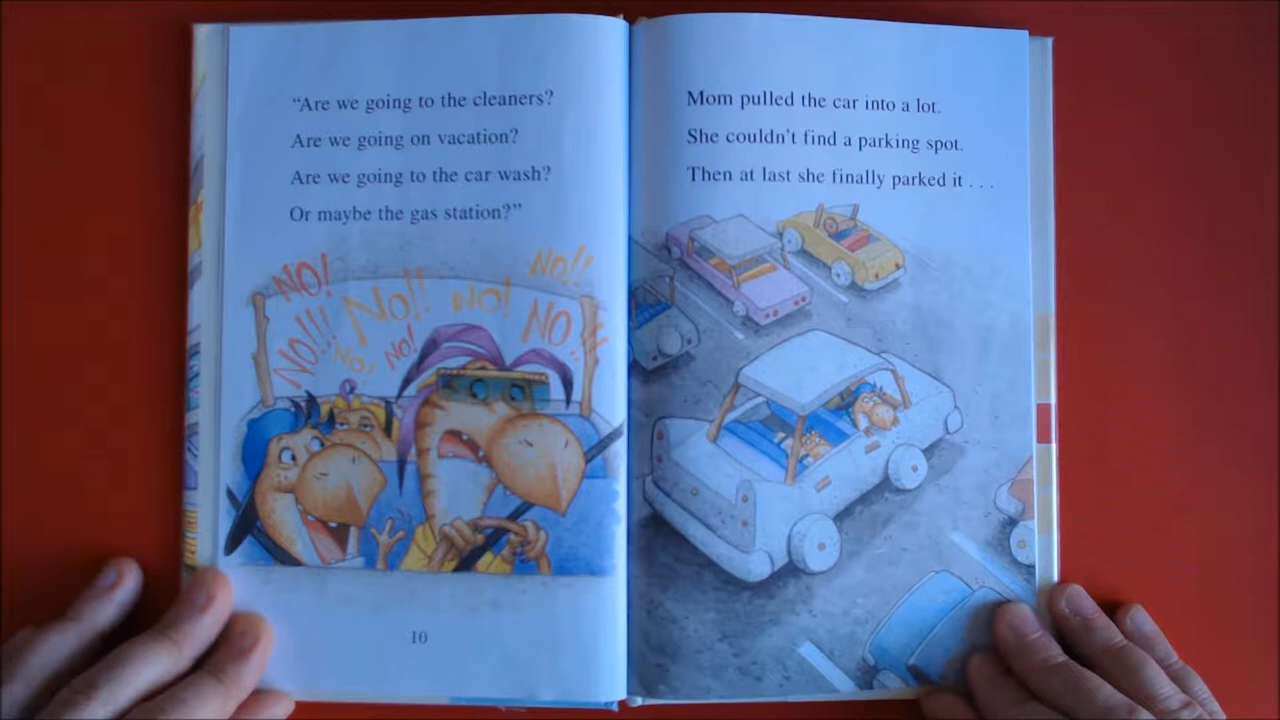 “Are we going to the cleaners?
Are we going on vacation?
Are we going to the car wash?
Or maybe the gas station?”
NO!
No!!
NO!
NO!!
NO!!!
NO,
NO!
NO!!
10
Mom pulled the car into a lot.
She couldn’t find a parking spot.
Then at last she finally parked it . . .